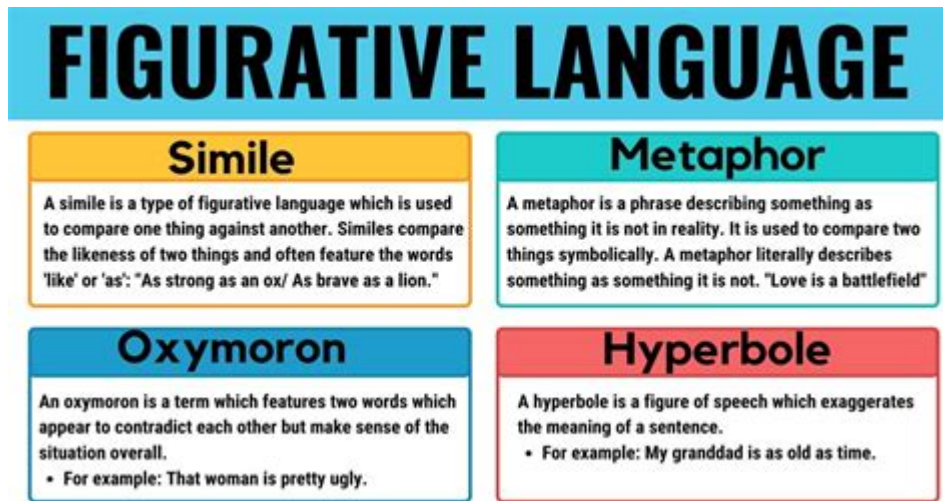 FIGURATIVE LANGUAGE
Simile
A simile is a type of figurative language which is used
to compare one thing against another. Similes compare
the likeness of two things and often feature the words
'like' or 'as': "As strong as an ox/ As brave as a lion."
Metaphor
A metaphor is a phrase describing something as
something it is not in reality. It is used to compare two
things symbolically. A metaphor literally describes
something as something it is not. "Love is a battlefield"
Oxymoron
An oxymoron is a term which features two words which
appear to contradict each other but make sense of the
situation overall.
• For example: That woman is pretty ugly.
Hyperbole
A hyperbole is a figure of speech which exaggerates
the meaning of a sentence.
• For example: My granddad is as old as time.